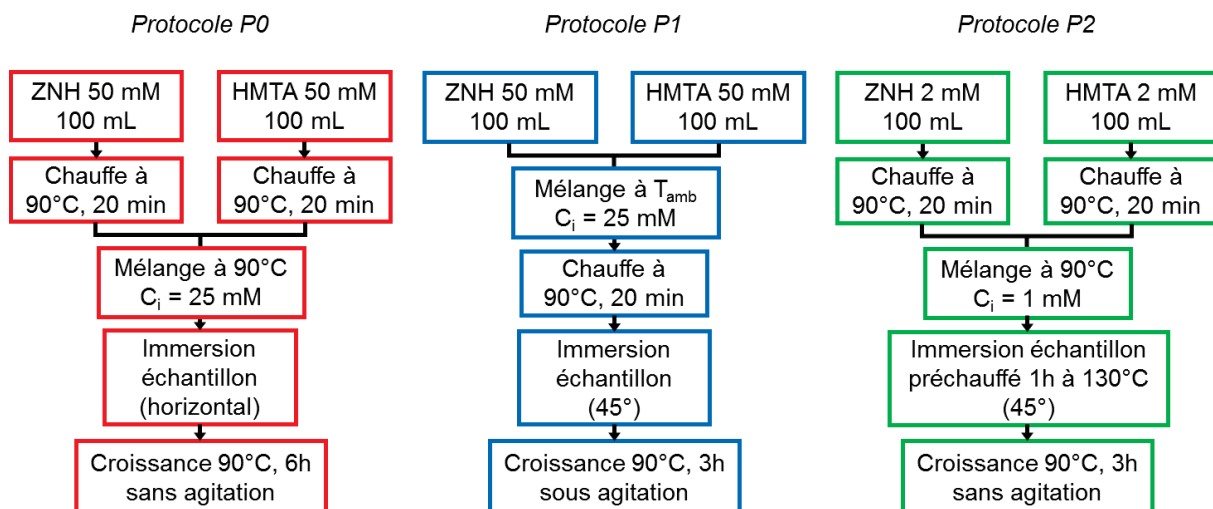 Protocole P0
ZNH 50 mM
100 mL
HMTA 50 mM
100 mL
Chauffe à
90°C, 20 min
Chauffe à
90°C, 20 min
Mélange à 90°C
Ci = 25 mM
Immersion
échantillon
(horizontal)
Croissance 90°C, 6h
sans agitation
Protocole P1
ZNH 50 mM
100 mL
HMTA 50 mM
100 mL
Mélange à Tamb
Ci = 25 mM
Chauffe à
90°C, 20 min
Immersion
échantillon
(45°)
Croissance 90°C, 3h
sous agitation
Protocole P2
ZNH 2 mM
100 mL
HMTA 2 mM
100 mL
Chauffe à
90°C, 20 min
Chauffe à
90°C, 20 min
Mélange à 90°C
Ci = 1 mM
Immersion échantillon
préchauffé 1h à 130°C
(45°)
Croissance 90°C, 3h
sans agitation